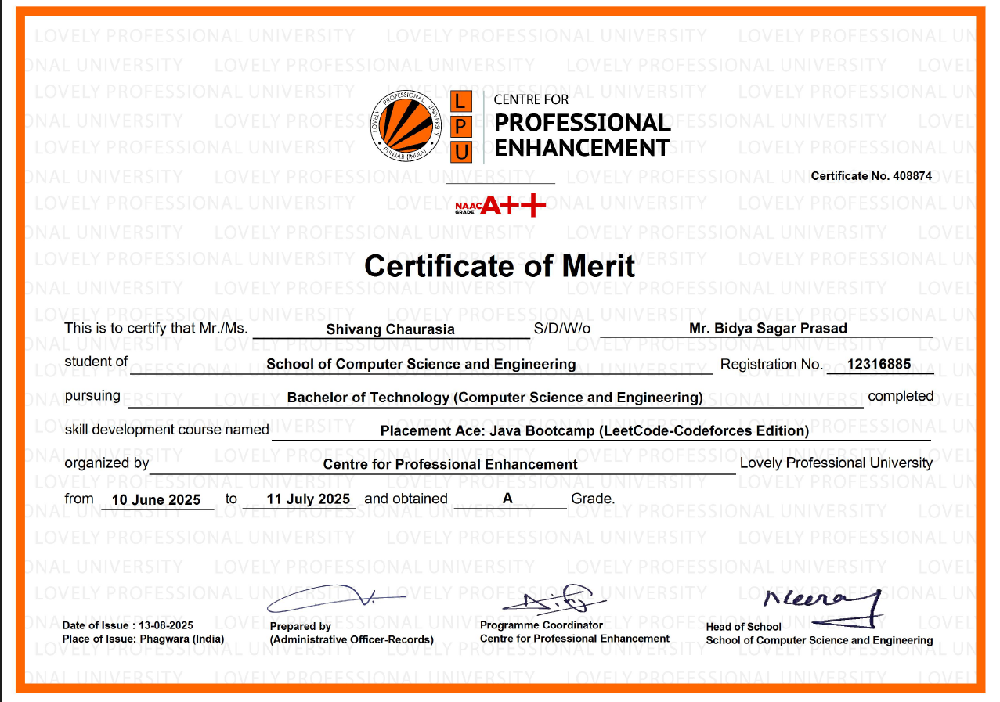 LOVELY PROFESSIONAL UNIVERSITY
PUNJAB (INDIA)
L
P
U
CENTRE FOR
PROFESSIONAL
ENHANCEMENT
Certificate No. 408874
NAAC GRADE A++
Certificate of Merit
This is to certify that Mr./Ms. Shivang Chaurasia S/D/W/o Mr. Bidya Sagar Prasad
student of School of Computer Science and Engineering Registration No. 12316885
pursuing Bachelor of Technology (Computer Science and Engineering) completed
skill development course named Placement Ace: Java Bootcamp (LeetCode-Codeforces Edition)
organized by Centre for Professional Enhancement Lovely Professional University
from 10 June 2025 to 11 July 2025 and obtained A Grade.
Neeraj
Date of Issue : 13-08-2025
Place of Issue: Phagwara (India)
Prepared by
(Administrative Officer-Records)
Programme Coordinator
Centre for Professional Enhancement
Head of School
School of Computer Science and Engineering